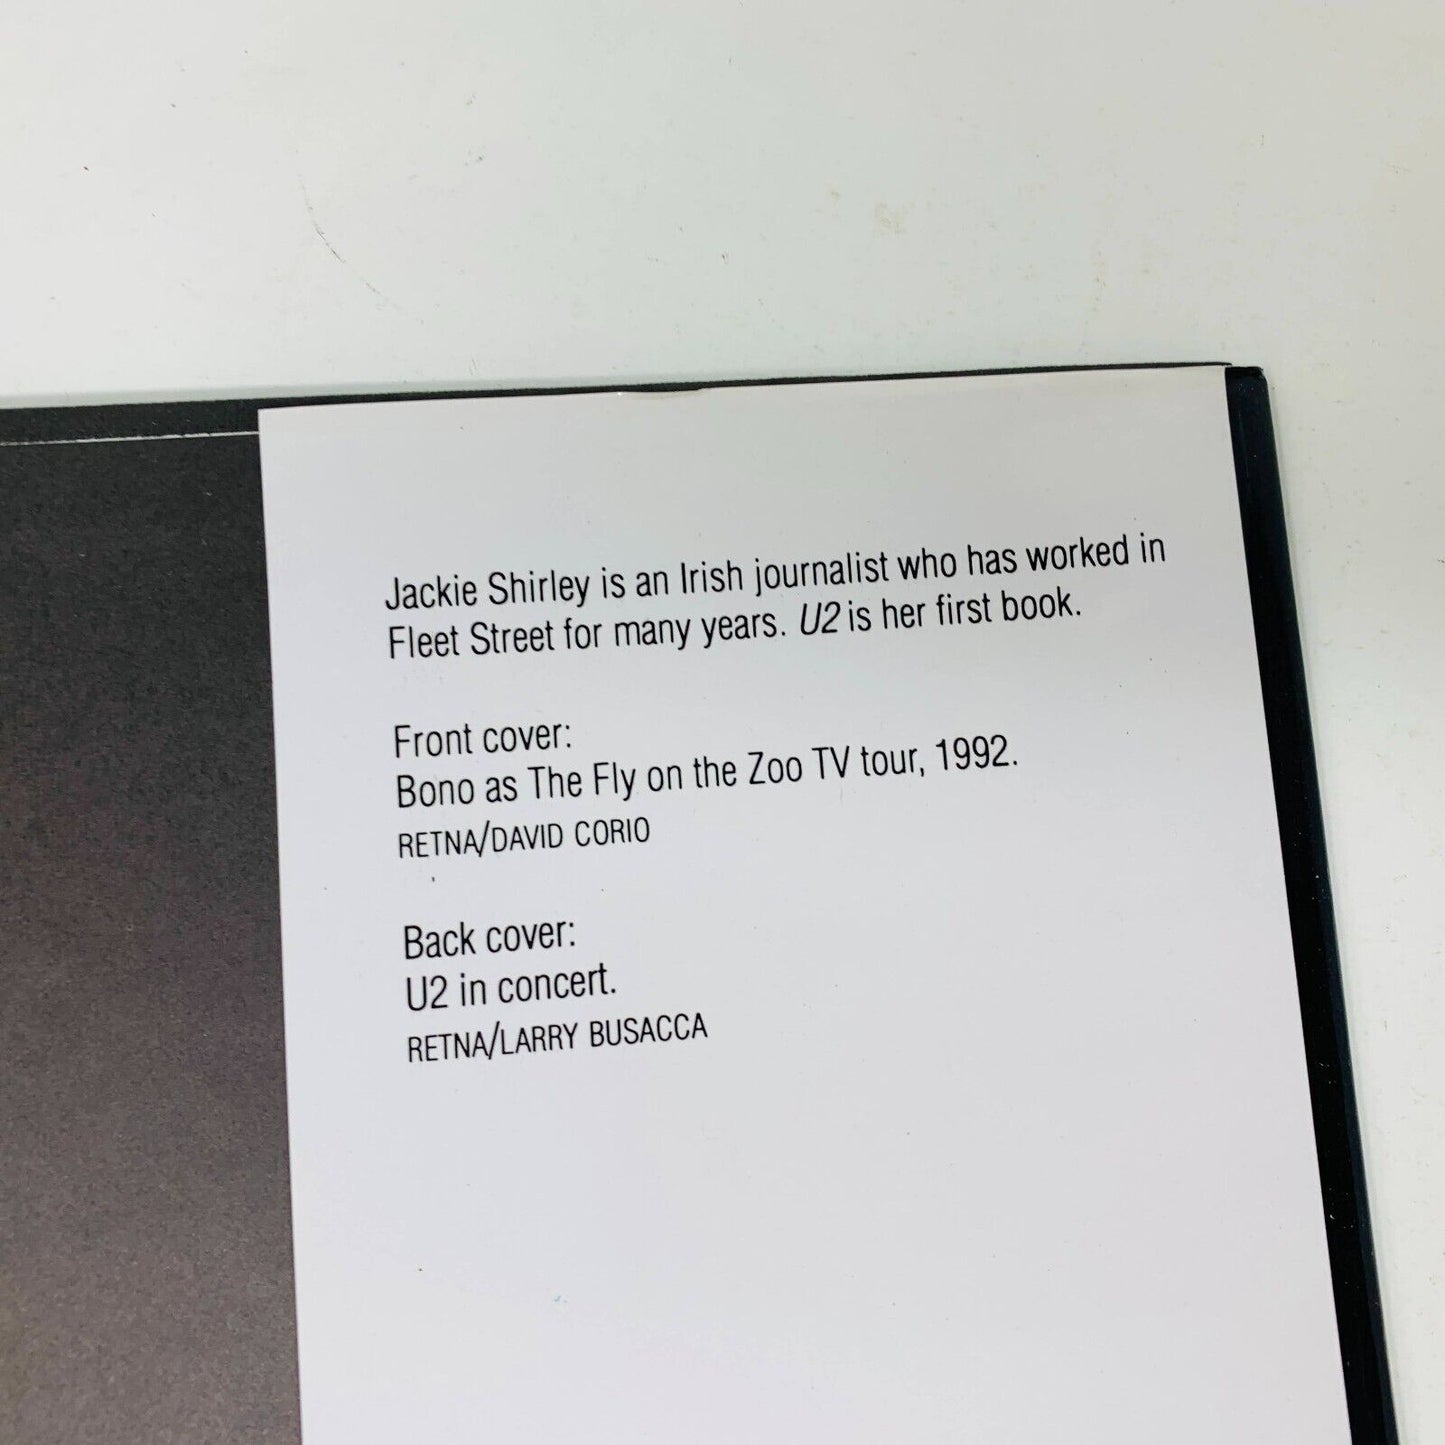 Jackie Shirley is an Irish journalist who has worked in
Fleet Street for many years. U2 is her first book.
Front cover:
Bono as The Fly on the Zoo TV tour, 1992.
RETNA/DAVID CORIO
Back cover:
U2 in concert.
RETNA/LARRY BUSACCA